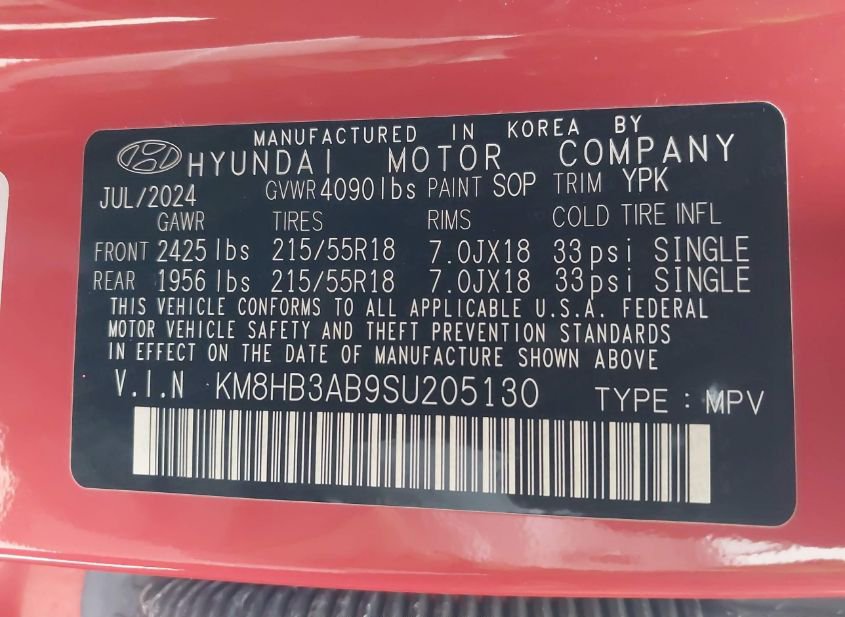 MANUFACTURED IN KOREA BY
HYUNDAI MOTOR COMPANY
JUL/2024 GVWR 4090lbs PAINT SOP TRIM YPK
GAWR TIRES RIMS COLD TIRE INFL
FRONT 2425 lbs 215/55R18 7.0JX18 33psi SINGLE
REAR 1956 lbs 215/55R18 7.0JX18 33psi SINGLE
THIS VEHICLE CONFORMS TO ALL APPLICABLE U.S.A. FEDERAL
MOTOR VEHICLE SAFETY AND THEFT PREVENTION STANDARDS
IN EFFECT ON THE DATE OF MANUFACTURE SHOWN ABOVE
V.I.N KM8HB3AB9SU205130 TYPE : MPV